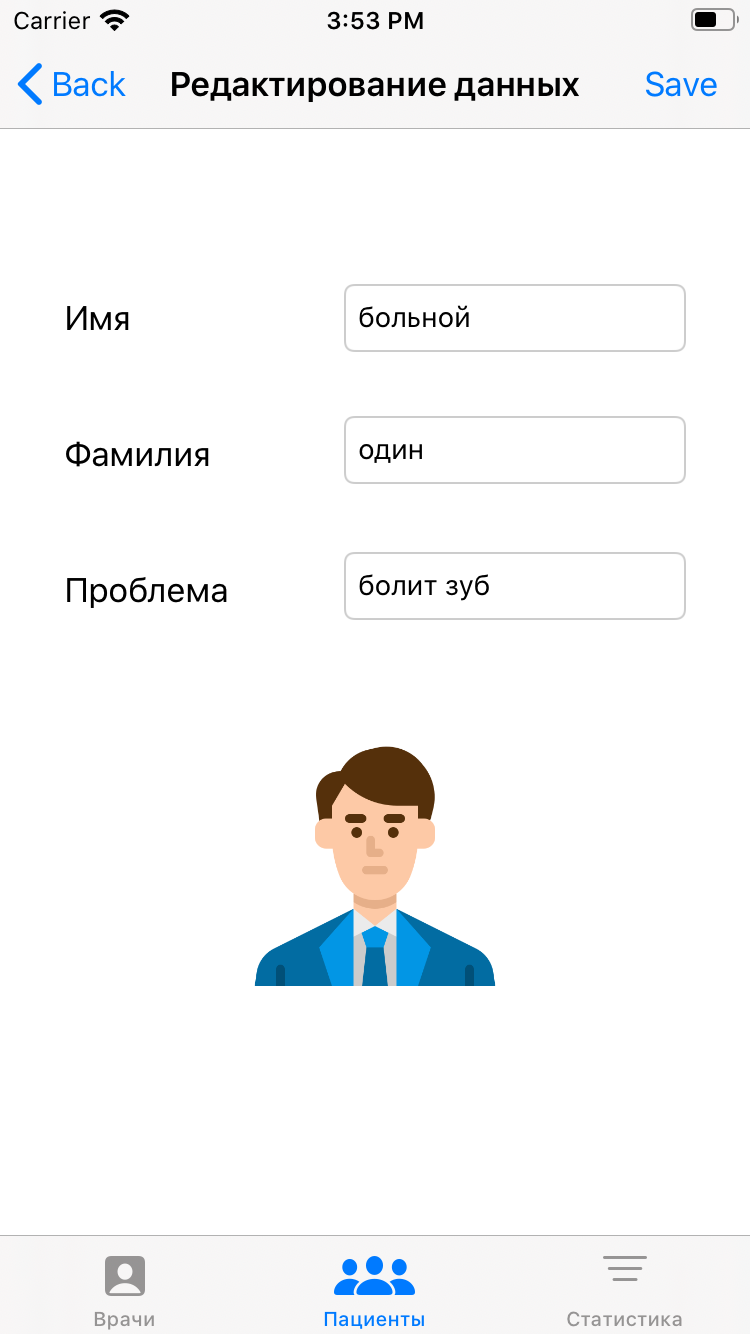 Carrier 3:53 PM
Back Редактирование данных Save
Имя больной
Фамилия один
Проблема болит зуб
Врачи Пациенты Статистика